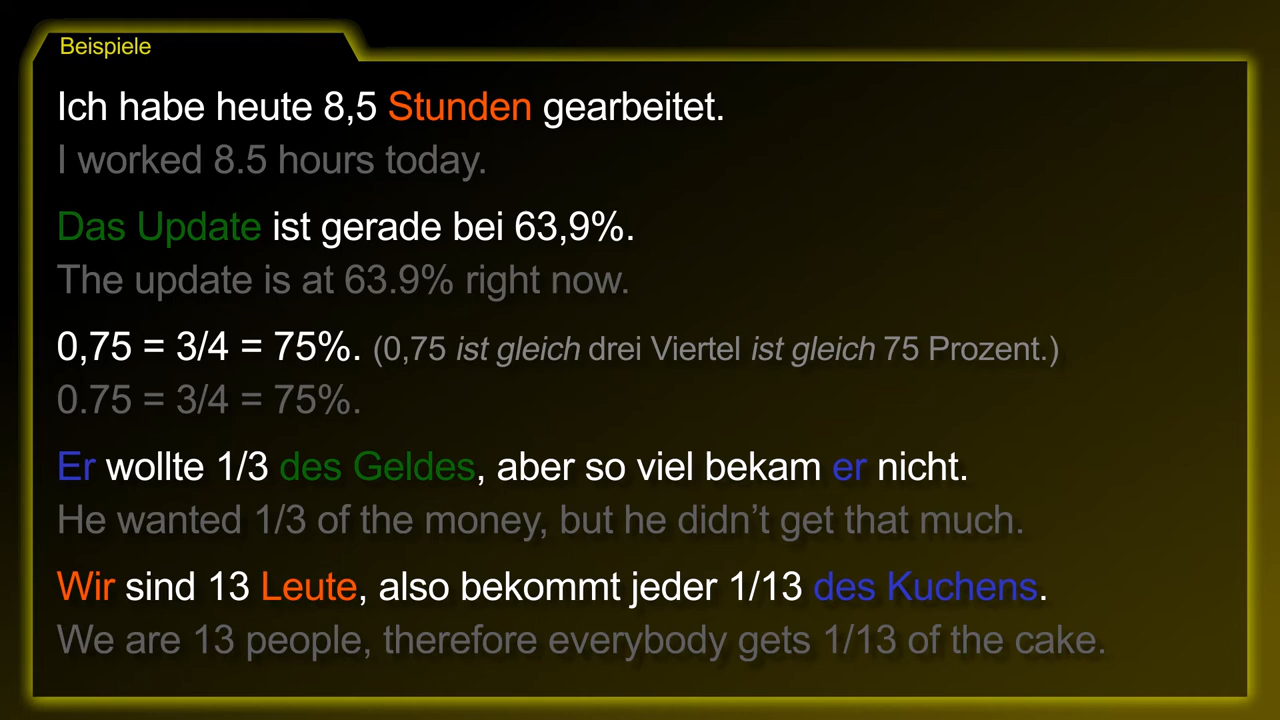 Beispiele
Ich habe heute 8,5 Stunden gearbeitet.
I worked 8.5 hours today.
Das Update ist gerade bei 63,9%.
The update is at 63.9% right now.
0,75 = 3/4 = 75%. (0,75 ist gleich drei Viertel ist gleich 75 Prozent.)
0.75 = 3/4 = 75%.
Er wollte 1/3 des Geldes, aber so viel bekam er nicht.
He wanted 1/3 of the money, but he didn’t get that much.
Wir sind 13 Leute, also bekommt jeder 1/13 des Kuchens.
We are 13 people, therefore everybody gets 1/13 of the cake.